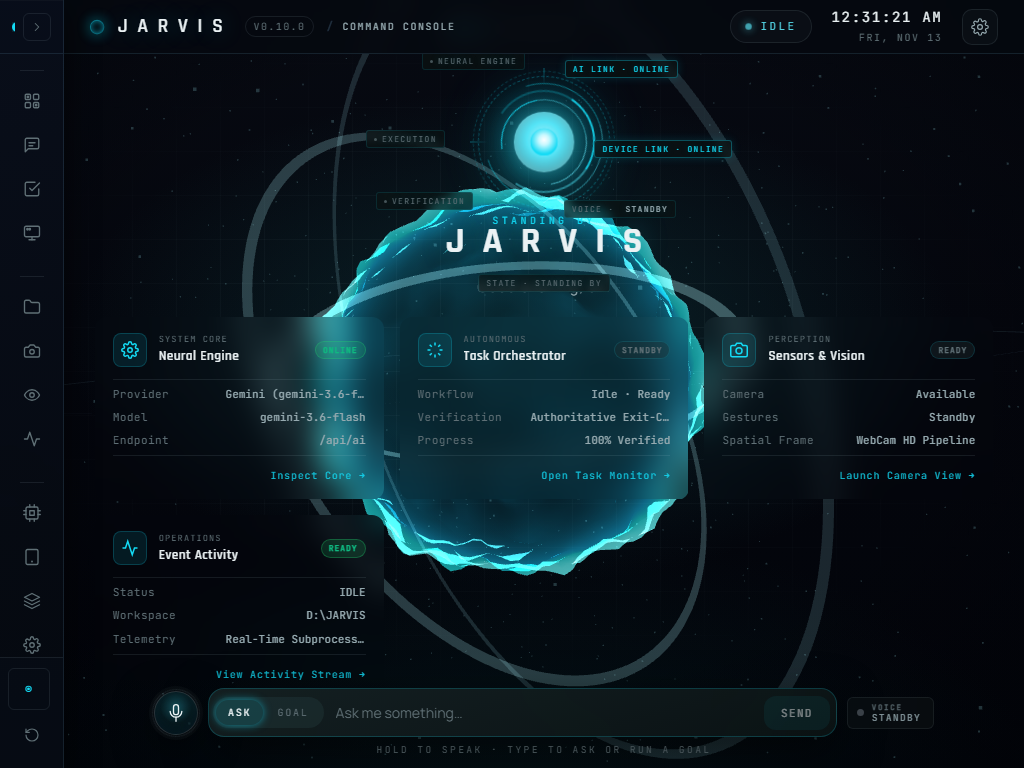 JARVIS V0.10.8 / COMMAND CONSOLE IDLE 12:31:21 AM
FRI, NOV 13
NEURAL ENGINE
AI LINK · ONLINE
EXECUTION
DEVICE LINK · ONLINE
VERIFICATION
VOICE · STANDBY
STANDING
JARVIS
STATE · STANDING BY
SYSTEM CORE
Neural Engine
ONLINE
Provider Gemini (gemini-3.6-f…
Model gemini-3.6-flash
Endpoint /api/ai
Inspect Core →
AUTONOMOUS
Task Orchestrator
STANDBY
Workflow Idle · Ready
Verification Authoritative Exit-C…
Progress 100% Verified
Open Task Monitor →
PERCEPTION
Sensors & Vision
READY
Camera Available
Gestures Standby
Spatial Frame WebCam HD Pipeline
Launch Camera View →
OPERATIONS
Event Activity
READY
Status IDLE
Workspace D:\JARVIS
Telemetry Real-Time Subprocess…
View Activity Stream →
ASK GOAL Ask me something… SEND
VOICE
STANDBY
HOLD TO SPEAK · TYPE TO ASK OR RUN A GOAL